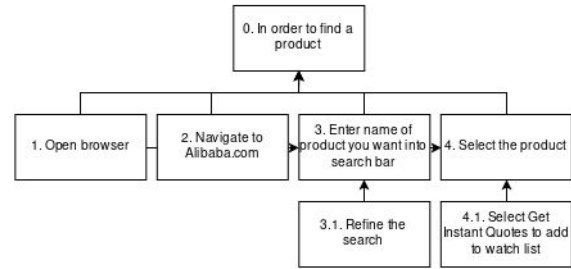 0. In order to find a
product
1. Open browser
2. Navigate to
Alibaba.com
3. Enter name of
product you want into
search bar
4. Select the product
3.1. Refine the
search
4.1. Select Get
Instant Quotes to add
to watch list